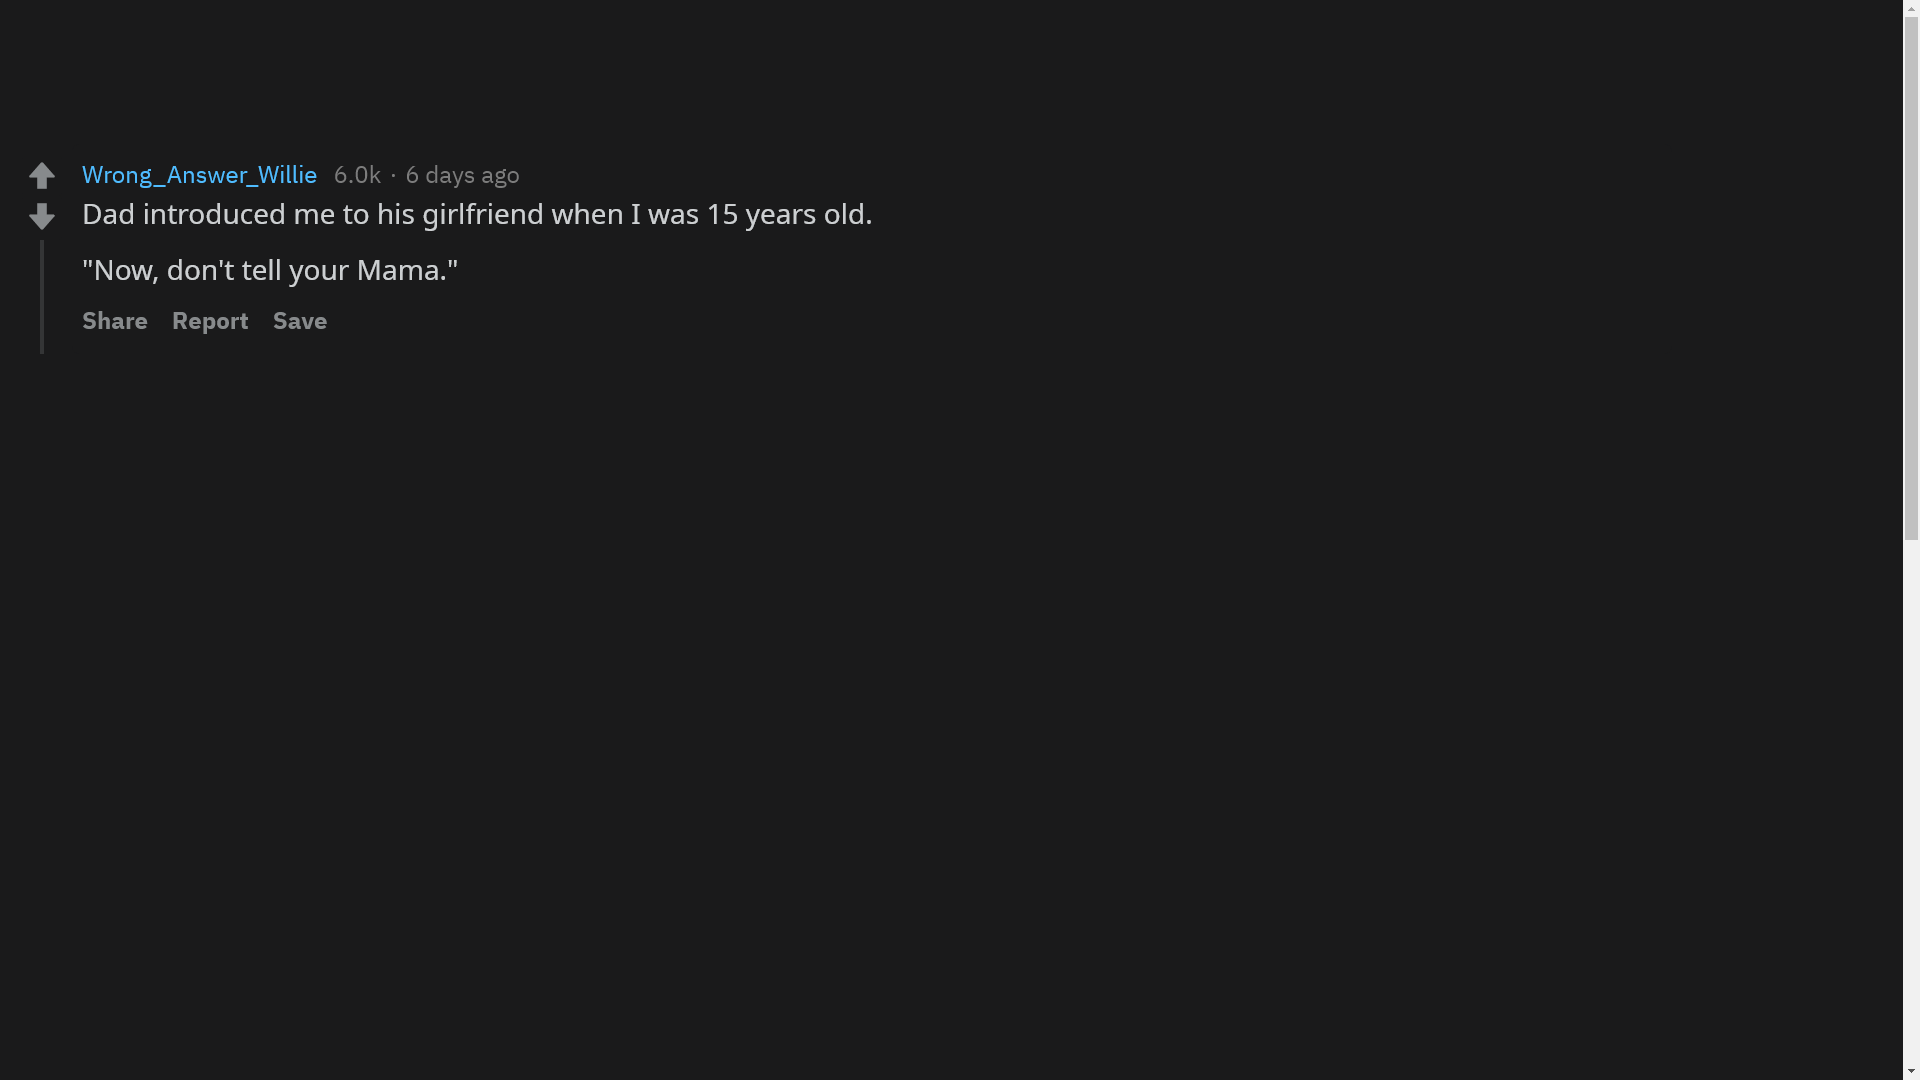 Wrong_Answer_Willie 6.0k · 6 days ago
Dad introduced me to his girlfriend when I was 15 years old.
"Now, don't tell your Mama."
Share Report Save